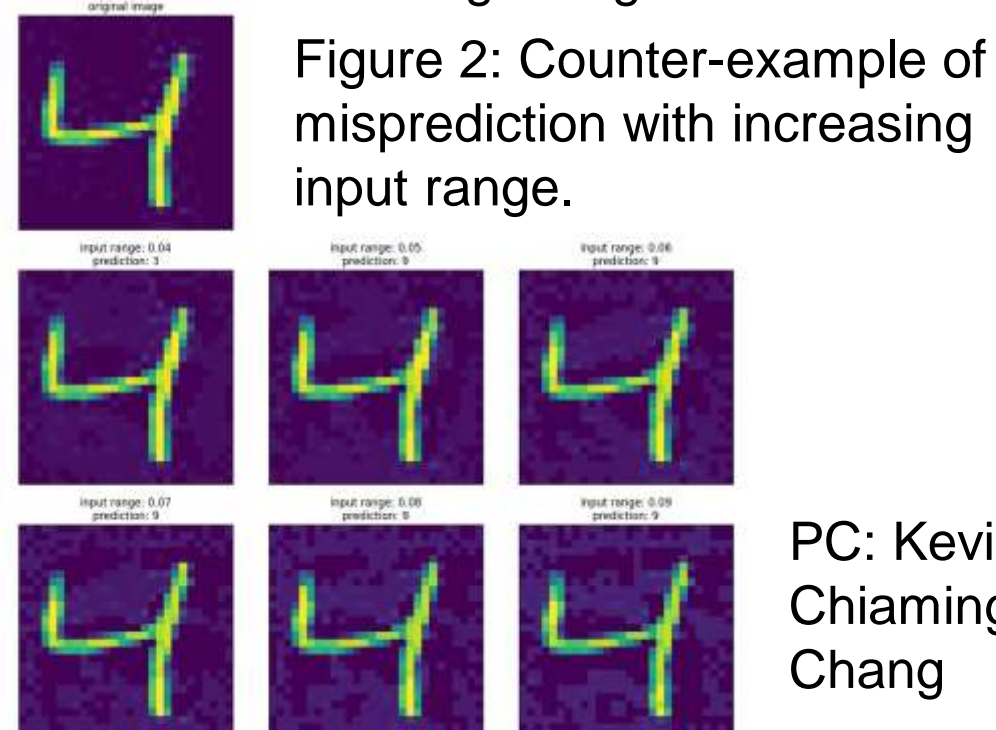 original image
Figure 2: Counter-example of
misprediction with increasing
input range.
input range: 0.04
prediction: 3
input range: 0.05
prediction: 9
input range: 0.06
prediction: 9
input range: 0.07
prediction: 9
input range: 0.08
prediction: 9
input range: 0.09
prediction: 9
PC: Kevi
Chiaming
Chang